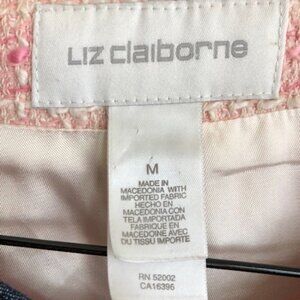 LIZ claiborne
M
MADE IN
MACEDONIA WITH
IMPORTED FABRIC
HECHO EN
MACEDONIA CON
TELA IMPORTADA
FABRIQUE EN
MACEDOINE AVEC
DU TISSU IMPORTE
RN 52002
CA16396